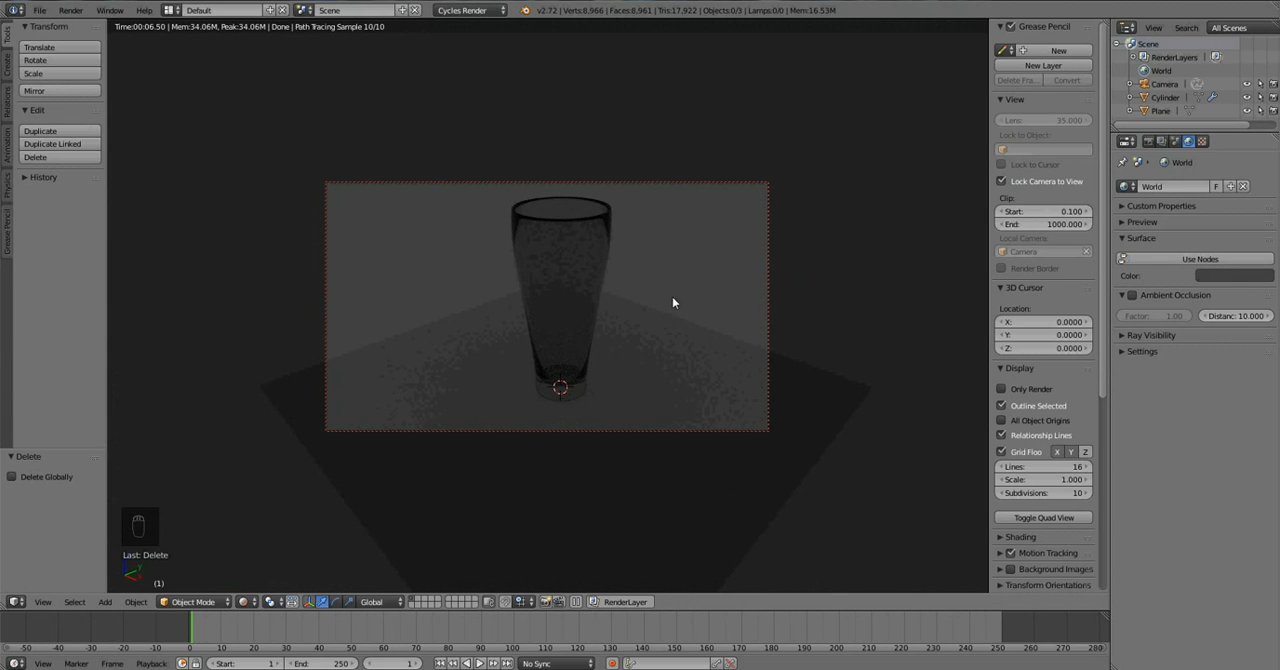 File Render Window Help Default Scene Cycles Render v2.72 | Verts:8,966 | Faces:8,961 | Tris:17,922 | Objects:0/3 | Lamps:0/0 | Mem:16.53M
Time:00:06.50 | Mem:34.06M, Peak:34.06M | Done | Path Tracing Sample 10/10
Tools
Create
Relations
Animation
Physics
Grease Pencil
Transform
Translate
Rotate
Scale
Mirror
Edit
Duplicate
Duplicate Linked
Delete
History
Delete
Delete Globally
Last: Delete
(1)
Grease Pencil
New
New Layer
Delete Fra... Convert
View
Lens: 35.000
Lock to Object:
Lock to Cursor
Lock Camera to View
Clip:
Start: 0.100
End: 1000.000
Local Camera:
Camera
Render Border
3D Cursor
Location:
X: 0.0000
Y: 0.0000
Z: 0.0000
Display
Only Render
Outline Selected
All Object Origins
Relationship Lines
Grid Floo X Y Z
Lines: 16
Scale: 1.000
Subdivisions: 10
Toggle Quad View
Shading
Motion Tracking
Background Images
Transform Orientations
View Search All Scenes
Scene
RenderLayers
World
Camera
Cylinder
Plane
World
World F
Custom Properties
Preview
Surface
Use Nodes
Color:
Ambient Occlusion
Factor: 1.00 Distanc: 10.000
Ray Visibility
Settings
View Select Add Object Object Mode Global RenderLayer
-50 -40 -30 -20 -10 0 10 20 30 40 50 60 70 80 90 100 110 120 130 140 150 160 170 180 190 200 210 220 230 240 250 260 270 280
View Marker Frame Playback Start: 1 End: 250 1 No Sync